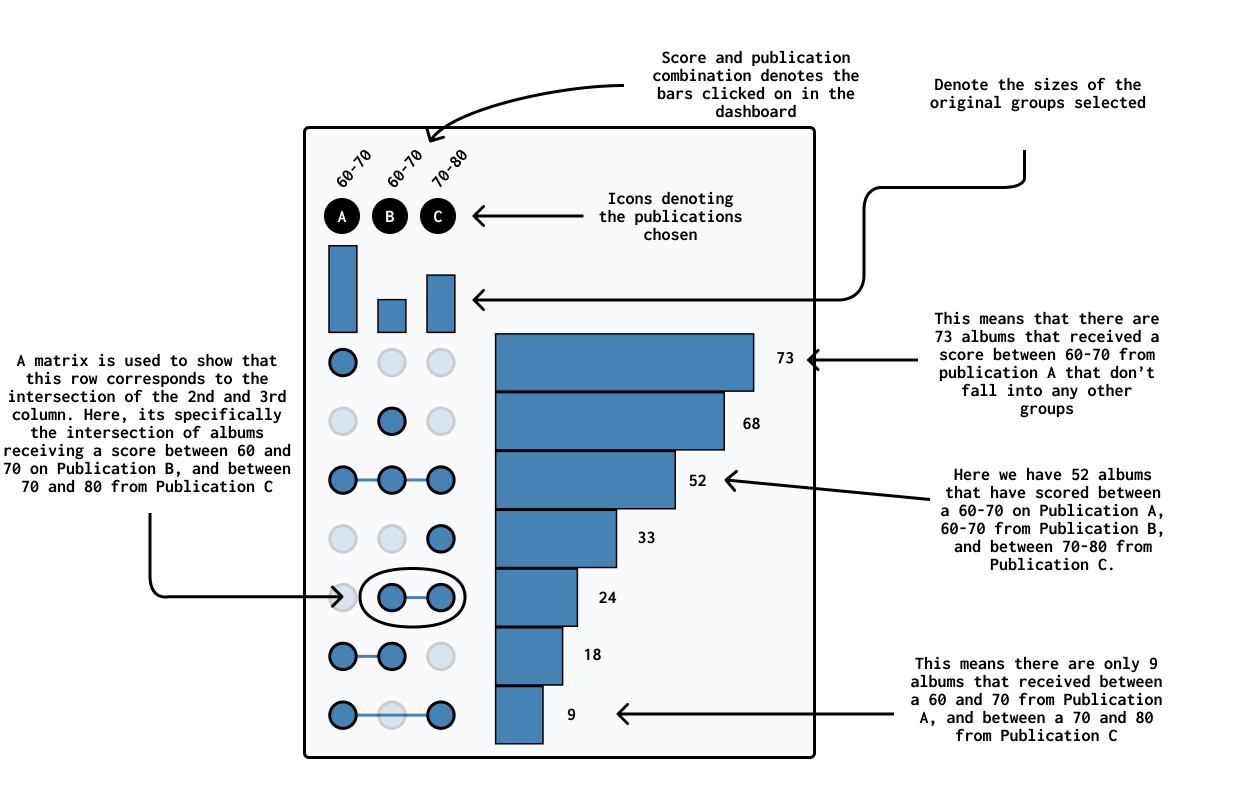 Score and publication
combination denotes the
bars clicked on in the
dashboard
Denote the sizes of the
original groups selected
60-70
60-70
70-80
Icons denoting
the publications
chosen
A
B
C
This means that there are
73 albums that received a
score between 60-70 from
publication A that don’t
fall into any other
groups
73
A matrix is used to show that
this row corresponds to the
intersection of the 2nd and 3rd
column. Here, its specifically
the intersection of albums
receiving a score between 60 and
70 on Publication B, and between
70 and 80 from Publication C
68
52
Here we have 52 albums
that have scored between
a 60-70 on Publication A,
60-70 from Publication B,
and between 70-80 from
Publication C.
33
24
18
9
This means there are only 9
albums that received between
a 60 and 70 from Publication
A, and between a 70 and 80
from Publication C